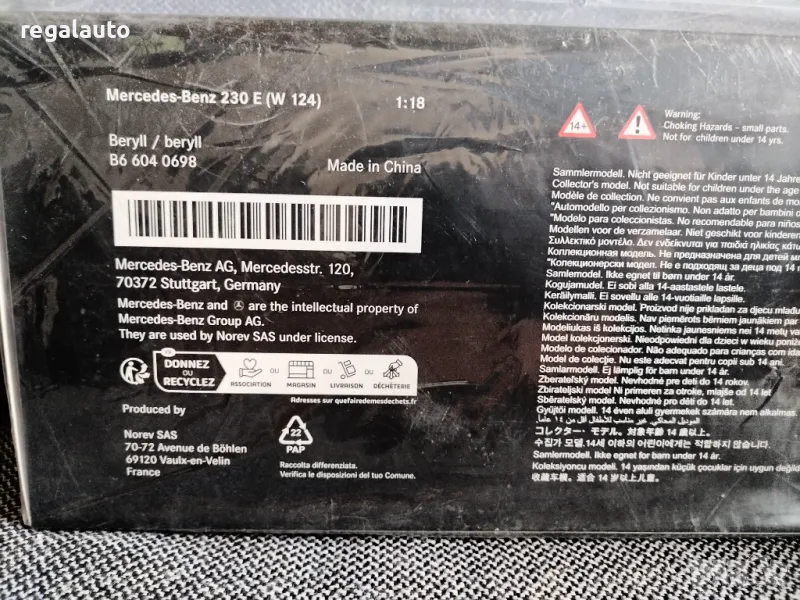 regalauto
Mercedes-Benz 230 E (W 124) 1:18
Beryll / beryll
B6 604 0698
Made in China
Mercedes-Benz AG, Mercedesstr. 120,
70372 Stuttgart, Germany
Mercedes-Benz and are the intellectual property of
Mercedes-Benz Group AG.
They are used by Norev SAS under license.
FR
DONNEZ
OU
RECYCLEZ
ASSOCIATION OU MAGASIN OU LIVRAISON OU DÉCHÈTERIE
Adresses sur quefairedemesdechets.fr
Produced by
Norev SAS
70-72 Avenue de Böhlen
69120 Vaulx-en-Velin
France
22
PAP
Raccolta differenziata.
Verifica le disposizioni del tuo Comune.
14+
Warning:
Choking Hazards - small parts.
Not for children under 14 yrs.
Sammlermodell. Nicht geeignet für Kinder unter 14 Jahre
Collector's model. Not suitable for children under the age
Modèle de collection. Ne convient pas aux enfants de mo
"Automodello per collezionismo. Non adatto per bambini d
"Modelo para coleccionistas. No recomendable para niños
Modellen voor de verzamelaar. Niet geschikt voor kinderen
Συλλεκτικό μοντέλο. Δεν ενδείκνυται για παιδιά ηλικίας κάτω
Коллекционная модель. Не предназначена для детей мл
"Колекционерски модел. Не е подходящ за деца под 14 г
Samlemodel. Ikke egnet til børn under 14 år.
Kogujamudel. Ei sobi alla 14-aastastele lastele.
Keräilymalli. Ei sovellu alle 14-vuotiaille lapsille.
Kolekcionarski model. Proizvod nije prikladan za djecu mlađu
Kolekcionāru modelis. Nav piemērots bērniem jaunākiem par
Modeliukas iš kolekcijos. Netinka jaunesniems nei 14 metų va
Model kolekcjonerski. Nieodpowiedni dla dzieci w wieku poniże
Modelo de colecionador. Não adequado para crianças com ida
Model de colecție. Nu este adecvat pentru copii sub 14 ani.
Samlarmodell. Ej lämplig för barn under 14 år.
Zberateľský model. Nevhodné pre deti do 14 rokov.
Zbirateljski model Ni primeren za otroke, mlajše od 14 let.
Sběratelský model. Nevhodné pro děti do 14 let.
Gyűjtői modell. 14 éven aluli gyermekek számára nem alkalmas.
コレクター・モデル。対象年齢 14 歳以上。
수집가 모델. 14세 이하의 어린이에게는 적합하지 않습니다.
Samlermodell. Ikke egnet for barn under 14 år.
Koleksiyoncu modeli. 14 yaşından küçük çocuklar için uygun değild
收藏车模。适合 14 岁以上儿童。